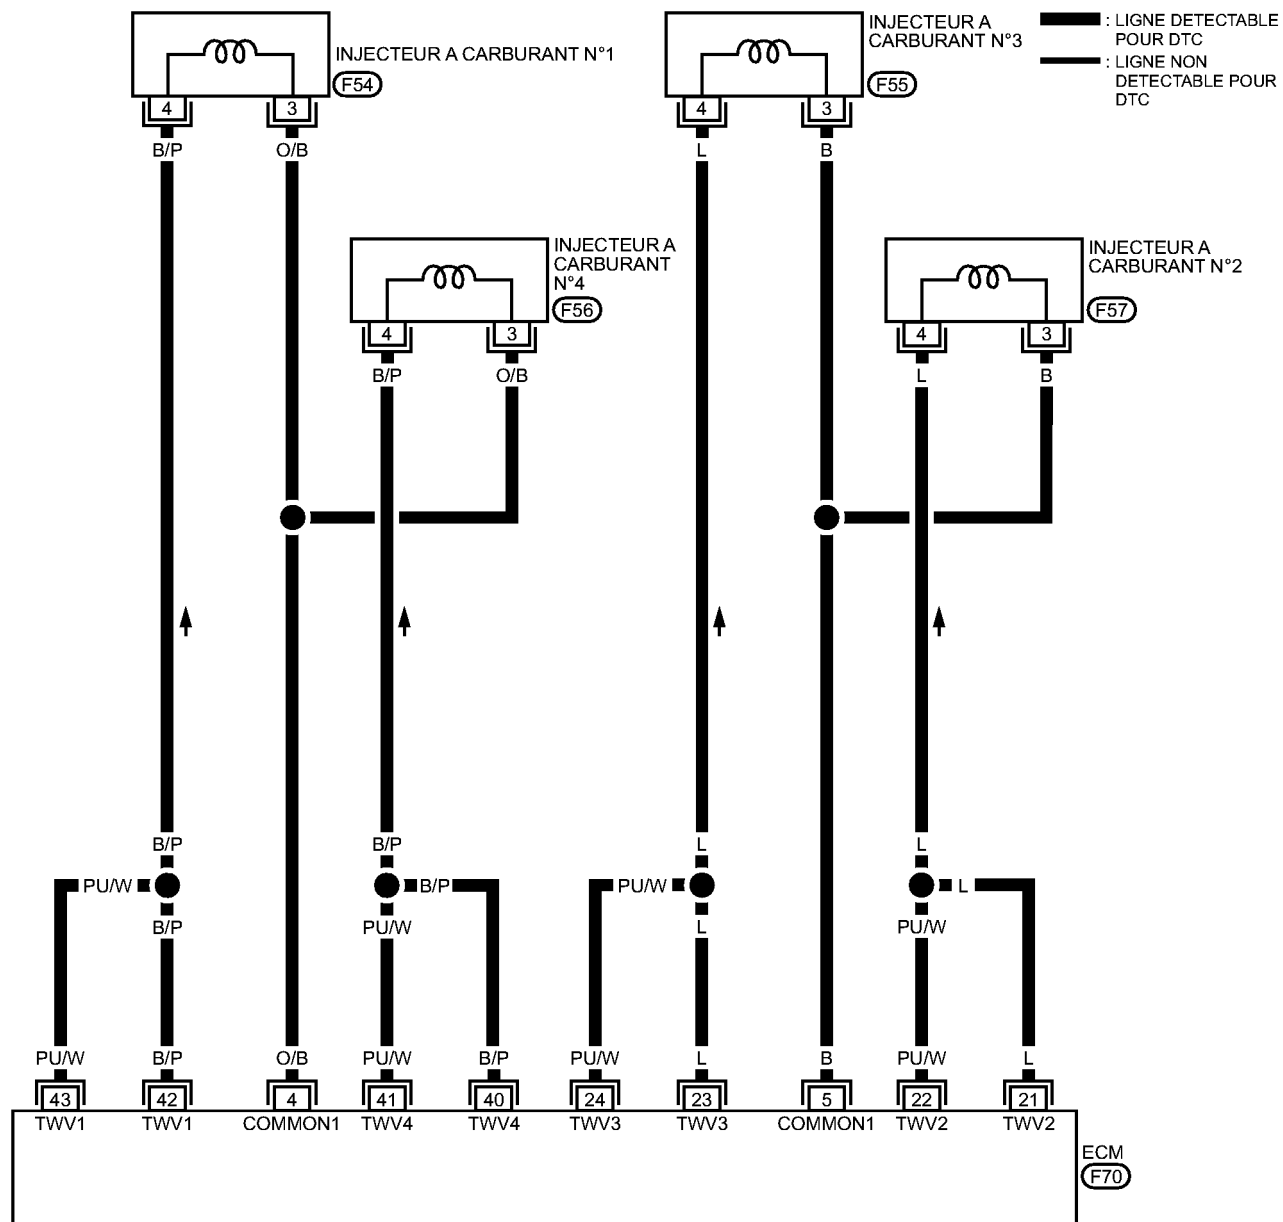 INJECTEUR A CARBURANT N°1
F54
4
3
B/P
O/B
INJECTEUR A
CARBURANT N°3
F55
4
3
L
B
: LIGNE DETECTABLE
POUR DTC
: LIGNE NON
DETECTABLE POUR
DTC
INJECTEUR A
CARBURANT
N°4
F56
4
3
B/P
O/B
INJECTEUR A
CARBURANT N°2
F57
4
3
L
B
B/P
B/P
L
L
PU/W
B/P
PU/W
L
B/P
PU/W
L
PU/W
PU/W
B/P
O/B
PU/W
B/P
PU/W
L
B
PU/W
L
43
42
4
41
40
24
23
5
22
21
TWV1
TWV1
COMMON1
TWV4
TWV4
TWV3
TWV3
COMMON1
TWV2
TWV2
ECM
F70